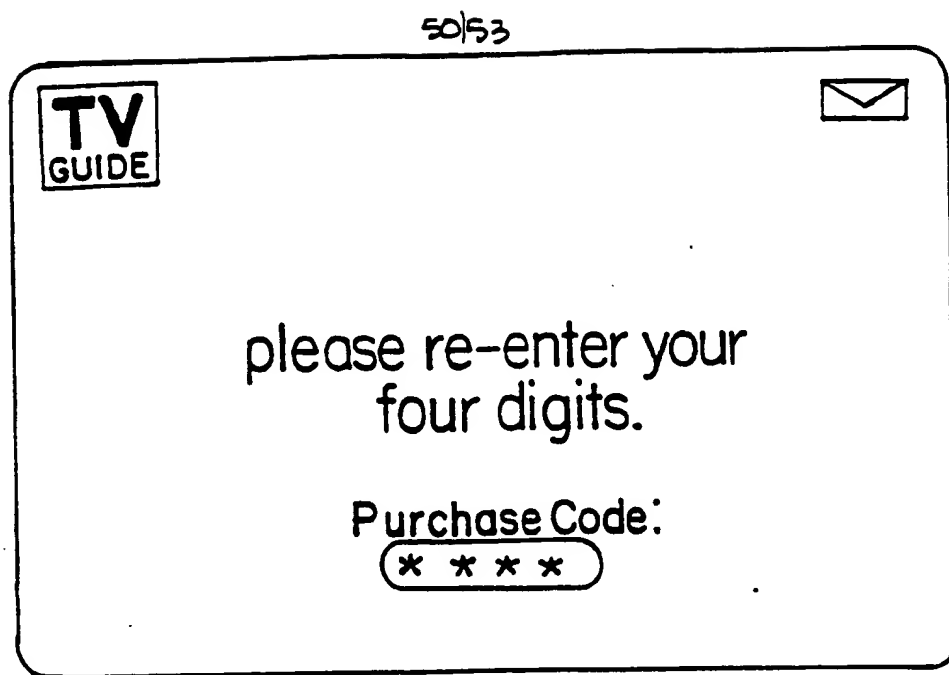 50/53
TV
GUIDE
please re-enter your
four digits.
Purchase Code:
* * * *